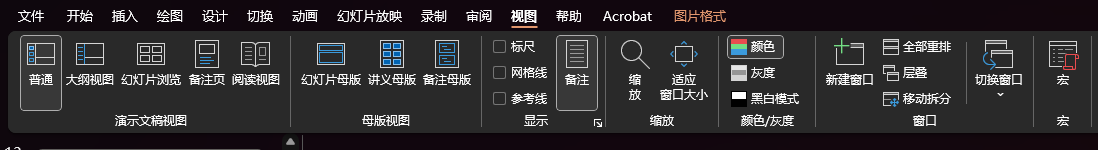 文件 开始 插入 绘图 设计 切换 动画 幻灯片放映 录制 审阅 视图 帮助 Acrobat 图片格式
普通 大纲视图 幻灯片浏览 备注页 阅读视图
演示文稿视图
幻灯片母版 讲义母版 备注母版
母版视图
标尺
网格线
参考线
备注
显示
缩
放
适应
窗口大小
缩放
颜色
灰度
黑白模式
颜色/灰度
新建窗口
全部重排
层叠
移动拆分
切换窗口
窗口
宏
宏